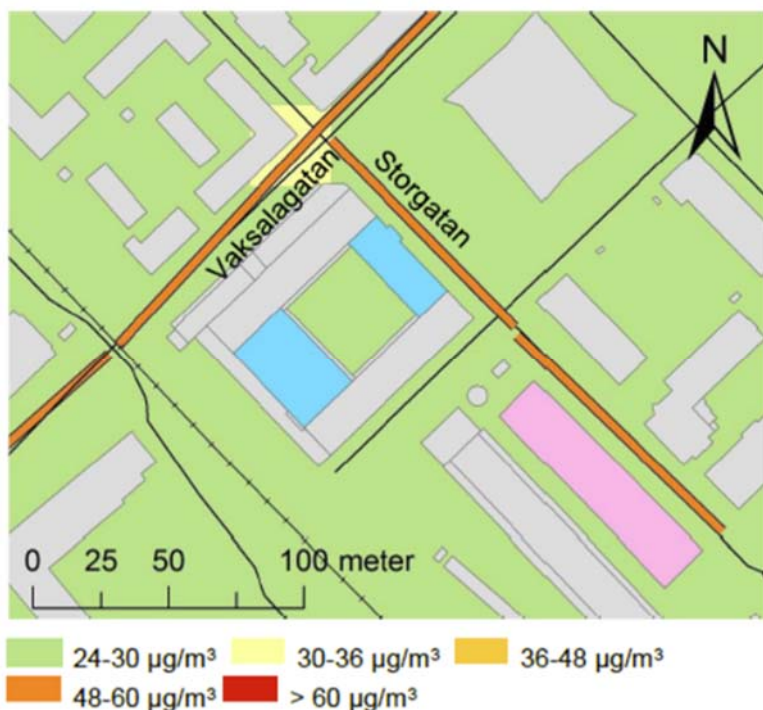 N
Storgatan
Vaksalagatan
0 25 50 100 meter
24-30 µg/m³ 30-36 µg/m³ 36-48 µg/m³
48-60 µg/m³ > 60 µg/m³